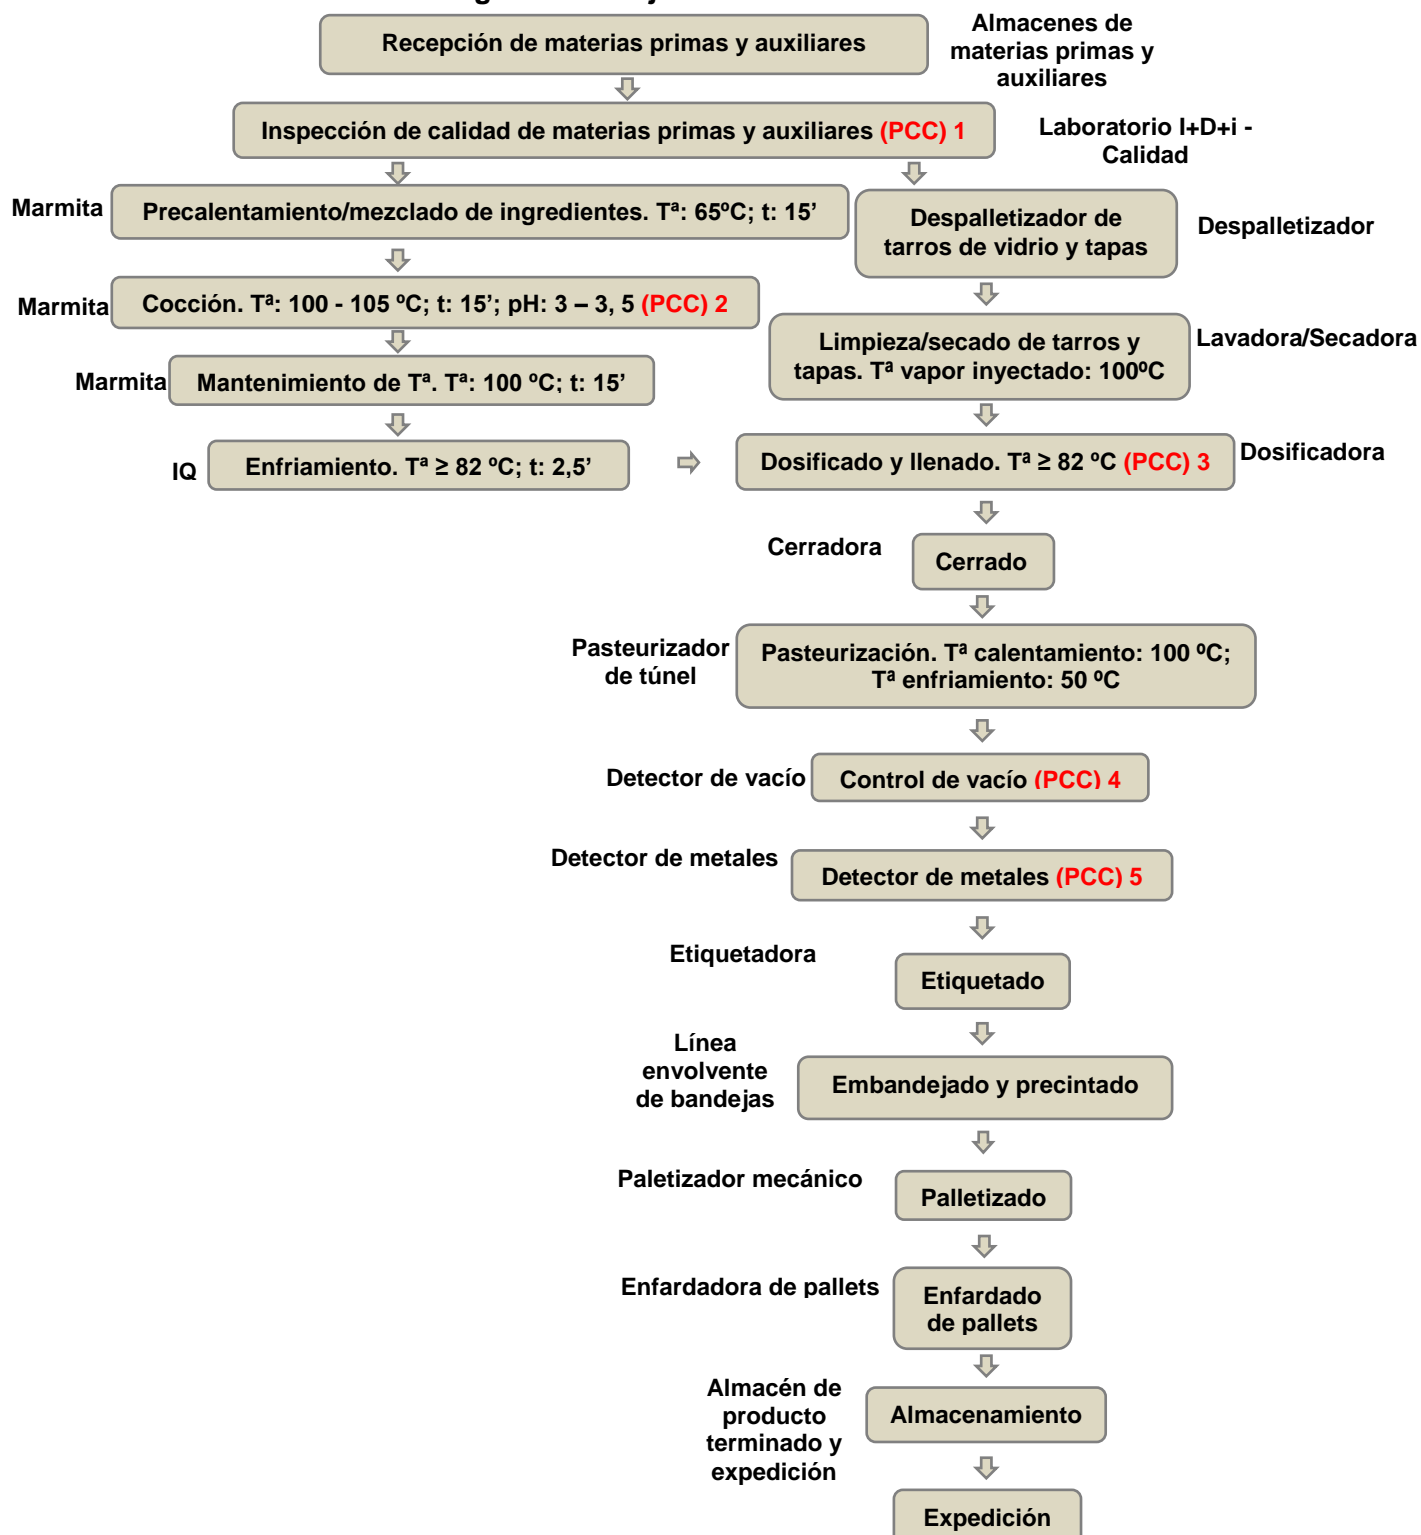 Recepción de materias primas y auxiliares
Almacenes de
materias primas y
auxiliares
Inspección de calidad de materias primas y auxiliares (PCC) 1
Laboratorio I+D+i -
Calidad
Marmita
Precalentamiento/mezclado de ingredientes. Tª: 65ºC; t: 15’
Despalletizador de
tarros de vidrio y tapas
Despalletizador
Marmita
Cocción. Tª: 100 - 105 ºC; t: 15’; pH: 3 – 3, 5 (PCC) 2
Limpieza/secado de tarros y
tapas. Tª vapor inyectado: 100ºC
Lavadora/Secadora
Marmita
Mantenimiento de Tª. Tª: 100 ºC; t: 15’
IQ
Enfriamiento. Tª ≥ 82 ºC; t: 2,5’
Dosificado y llenado. Tª ≥ 82 ºC (PCC) 3
Dosificadora
Cerradora
Cerrado
Pasteurizador
de túnel
Pasteurización. Tª calentamiento: 100 ºC;
Tª enfriamiento: 50 ºC
Detector de vacío
Control de vacío (PCC) 4
Detector de metales
Detector de metales (PCC) 5
Etiquetadora
Etiquetado
Línea
envolvente
de bandejas
Embandejado y precintado
Paletizador mecánico
Palletizado
Enfardadora de pallets
Enfardado
de pallets
Almacén de
producto
terminado y
expedición
Almacenamiento
Expedición